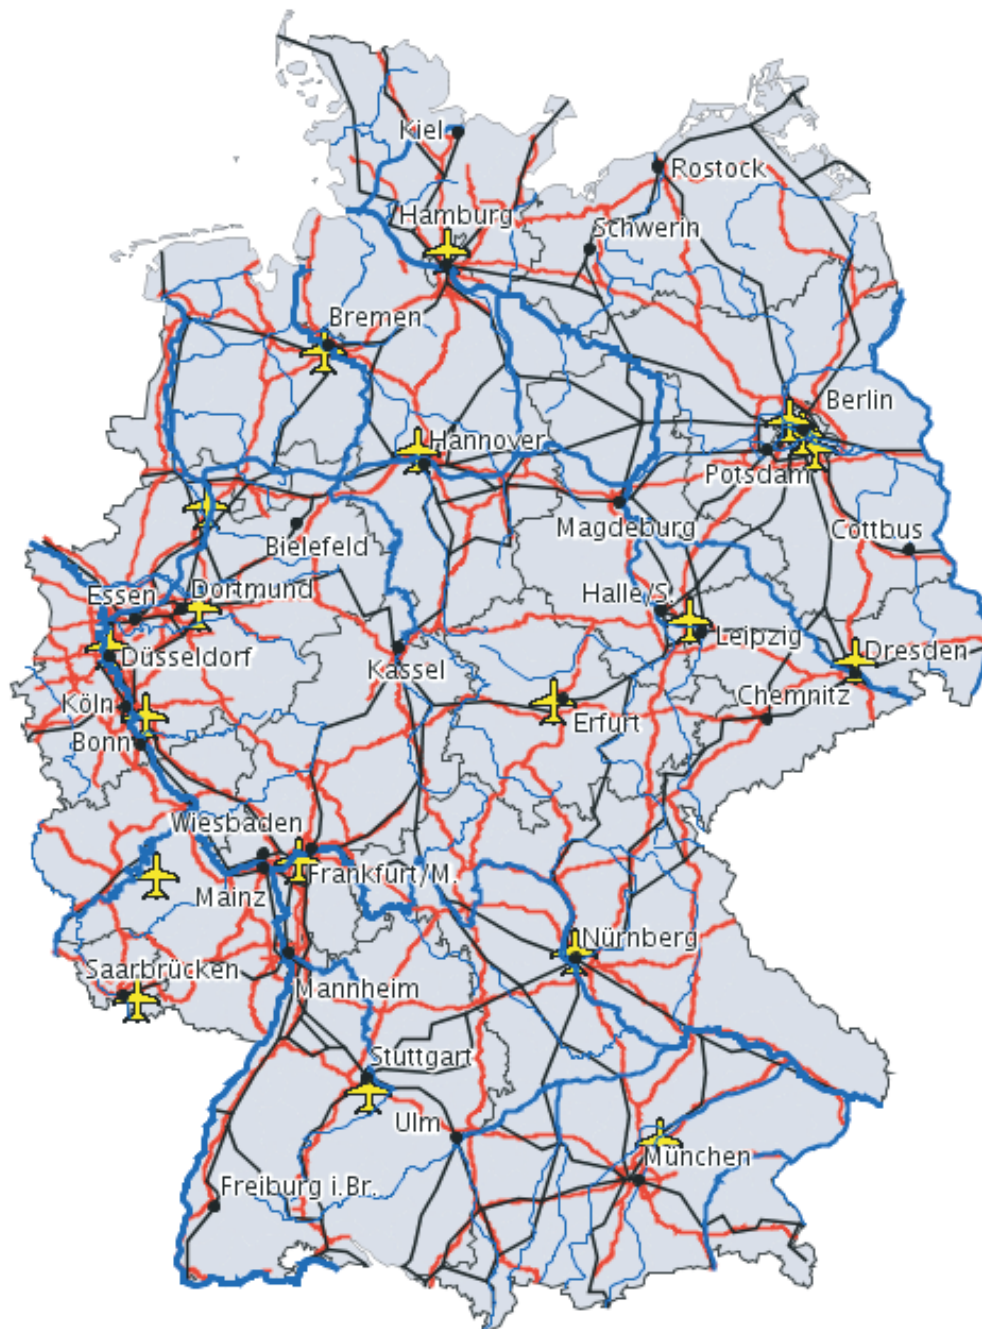 Kiel
Rostock
Hamburg
Schwerin
Bremen
Berlin
Hannover
Potsdam
Magdeburg
Cottbus
Bielefeld
Essen
Dortmund
Halle/S.
Leipzig
Düsseldorf
Kassel
Dresden
Köln
Chemnitz
Erfurt
Bonn
Wiesbaden
Frankfurt/M.
Mainz
Nürnberg
Saarbrücken
Mannheim
Stuttgart
Ulm
München
Freiburg i.Br.